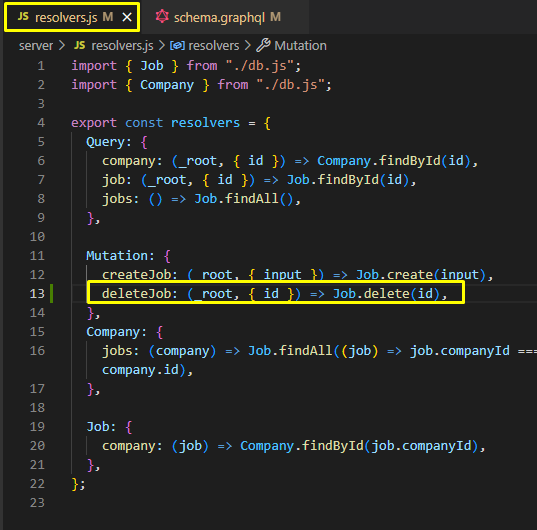 JS resolvers.js M ×
schema.graphql M
server > JS resolvers.js > resolvers > Mutation
1 import { Job } from "./db.js";
2 import { Company } from "./db.js";
3
4 export const resolvers = {
5 Query: {
6 company: (_root, { id }) => Company.findById(id),
7 job: (_root, { id }) => Job.findById(id),
8 jobs: () => Job.findAll(),
9 },
10
11 Mutation: {
12 createJob: (_root, { input }) => Job.create(input),
13 deleteJob: (_root, { id }) => Job.delete(id),
14 },
15 Company: {
16 jobs: (company) => Job.findAll((job) => job.companyId ===
company.id),
17 },
18
19 Job: {
20 company: (job) => Company.findById(job.companyId),
21 },
22 };
23